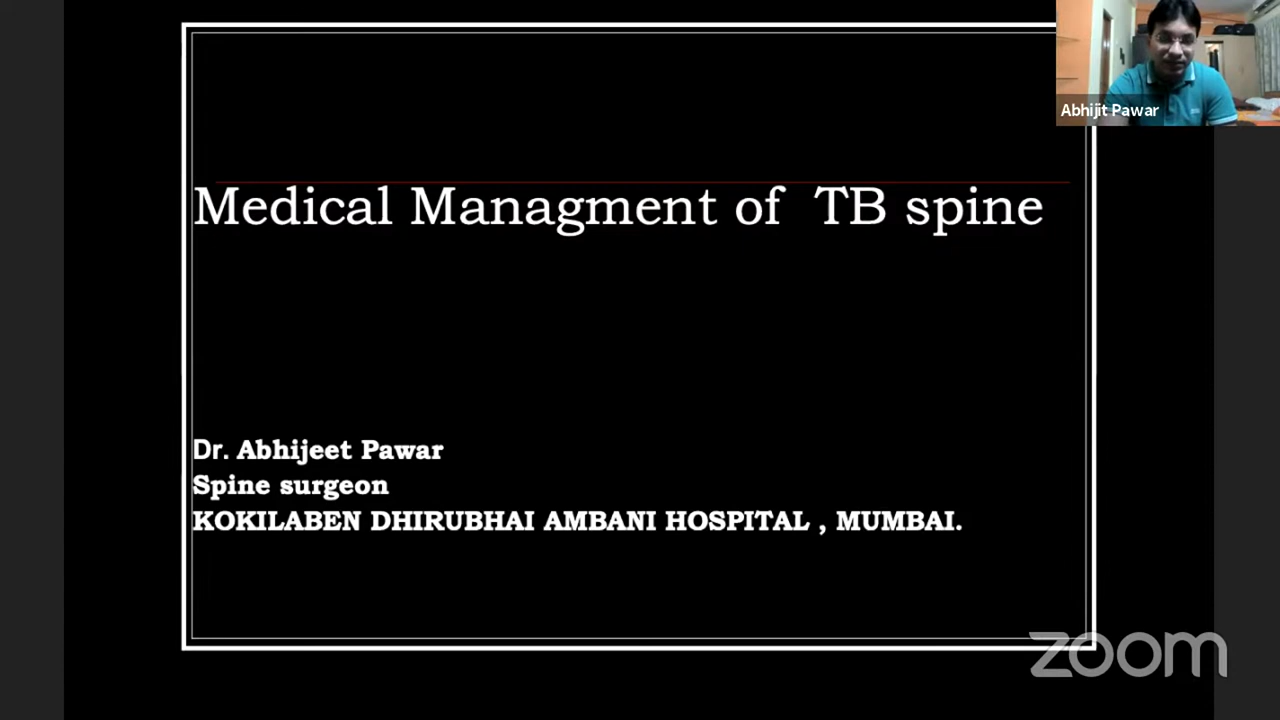 Abhijit Pawar
Medical Managment of TB spine
Dr. Abhijeet Pawar
Spine surgeon
KOKILABEN DHIRUBHAI AMBANI HOSPITAL , MUMBAI.
zoom